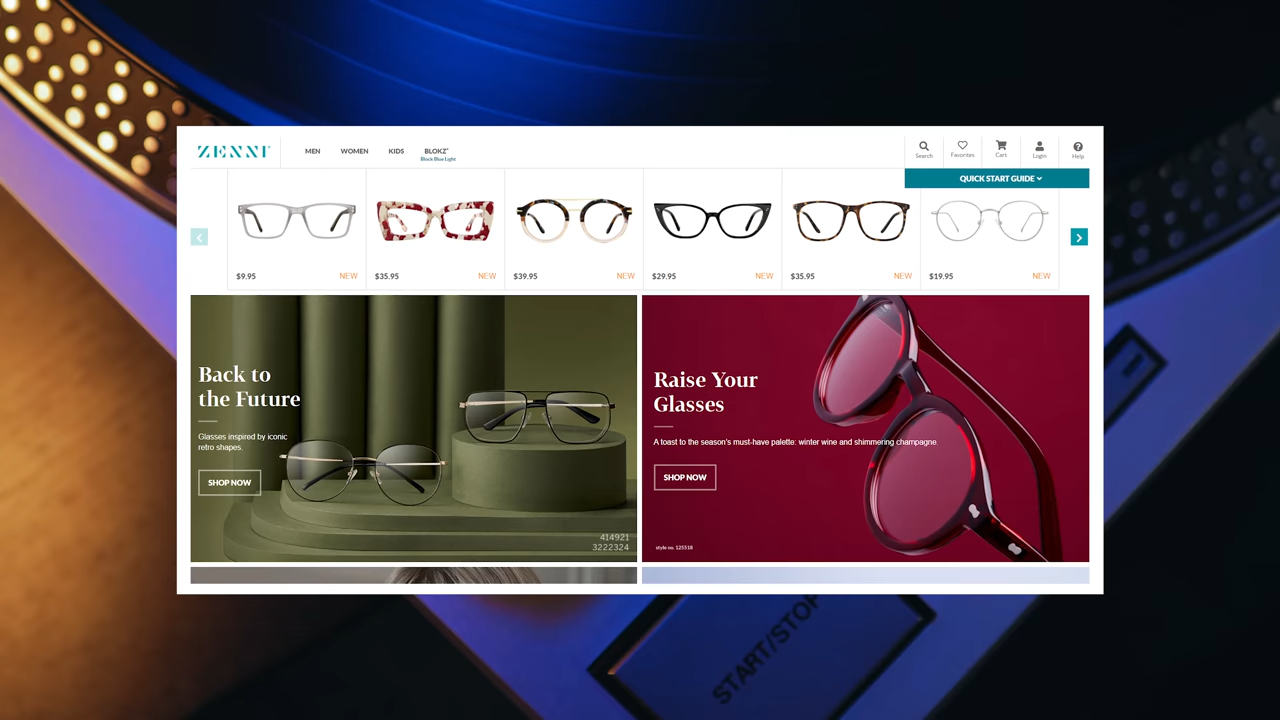 ZENNI
MEN
WOMEN
KIDS
BLOKZ®
Block Blue Light
Search
Favorites
Cart
Login
Help
QUICK START GUIDE
$9.95 NEW
$35.95 NEW
$39.95 NEW
$29.95 NEW
$35.95 NEW
$19.95 NEW
Back to
the Future
Glasses inspired by iconic
retro shapes.
SHOP NOW
414921
3222324
Raise Your
Glasses
A toast to the season's must-have palette: winter wine and shimmering champagne
SHOP NOW
style no. 125518
START/STOP